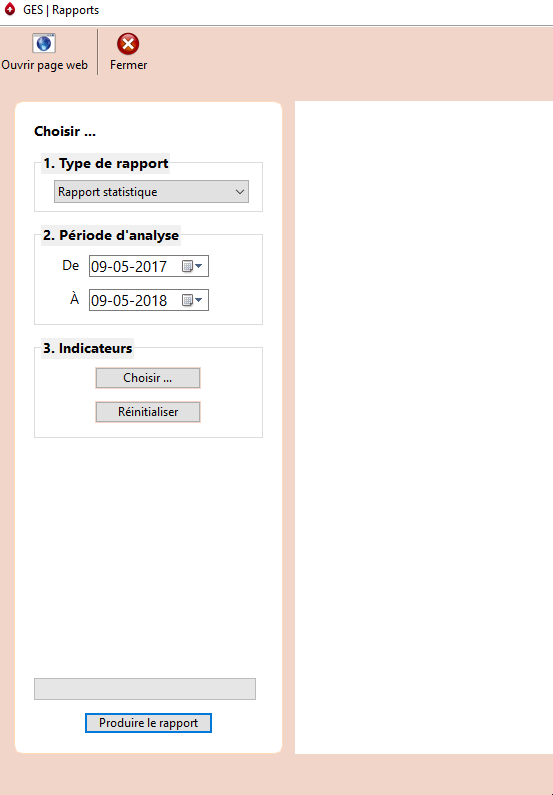 GES | Rapports
Ouvrir page web
Fermer
Choisir ...
1. Type de rapport
Rapport statistique
2. Période d'analyse
De 09-05-2017
À 09-05-2018
3. Indicateurs
Choisir ...
Réinitialiser
Produire le rapport